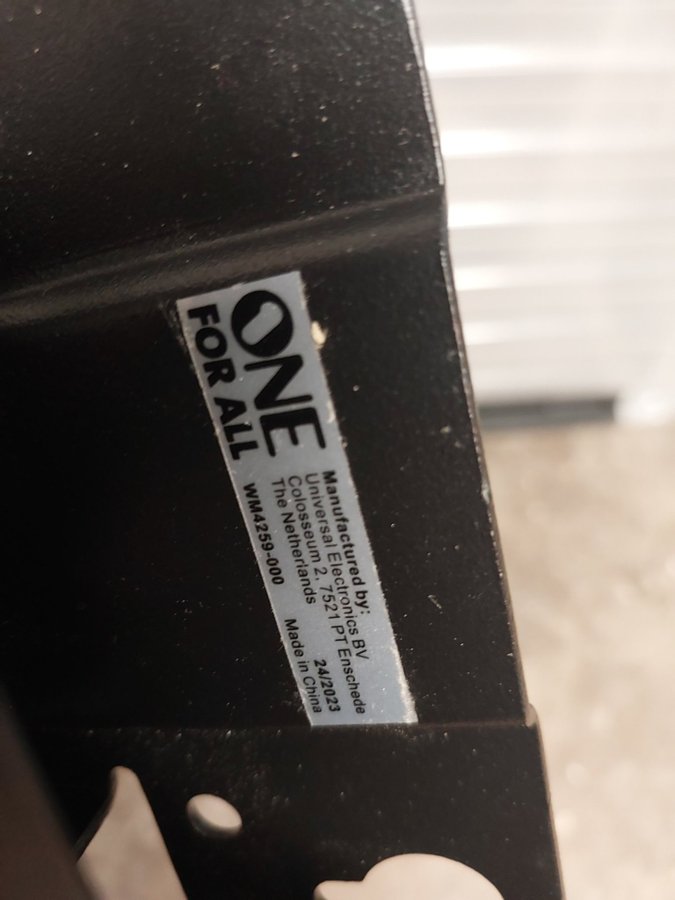 ONE
FOR ALL
Manufactured by:
Universal Electronics BV
Colosseum 2, 7521 PT Enschede
The Netherlands
24/2023
WM4259-000
Made in China